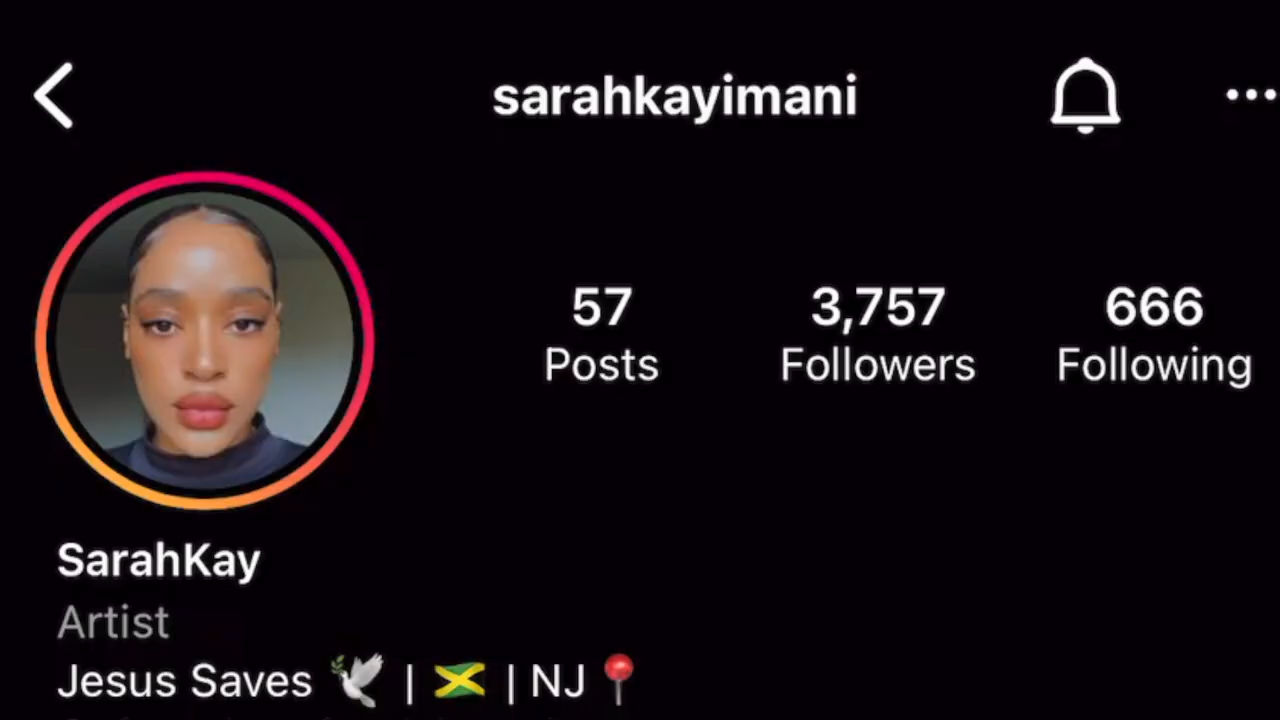 sarahkayimani
57 3,757 666
Posts Followers Following
SarahKay
Artist
Jesus Saves 🕊️ | 🇯🇲 | NJ 📍